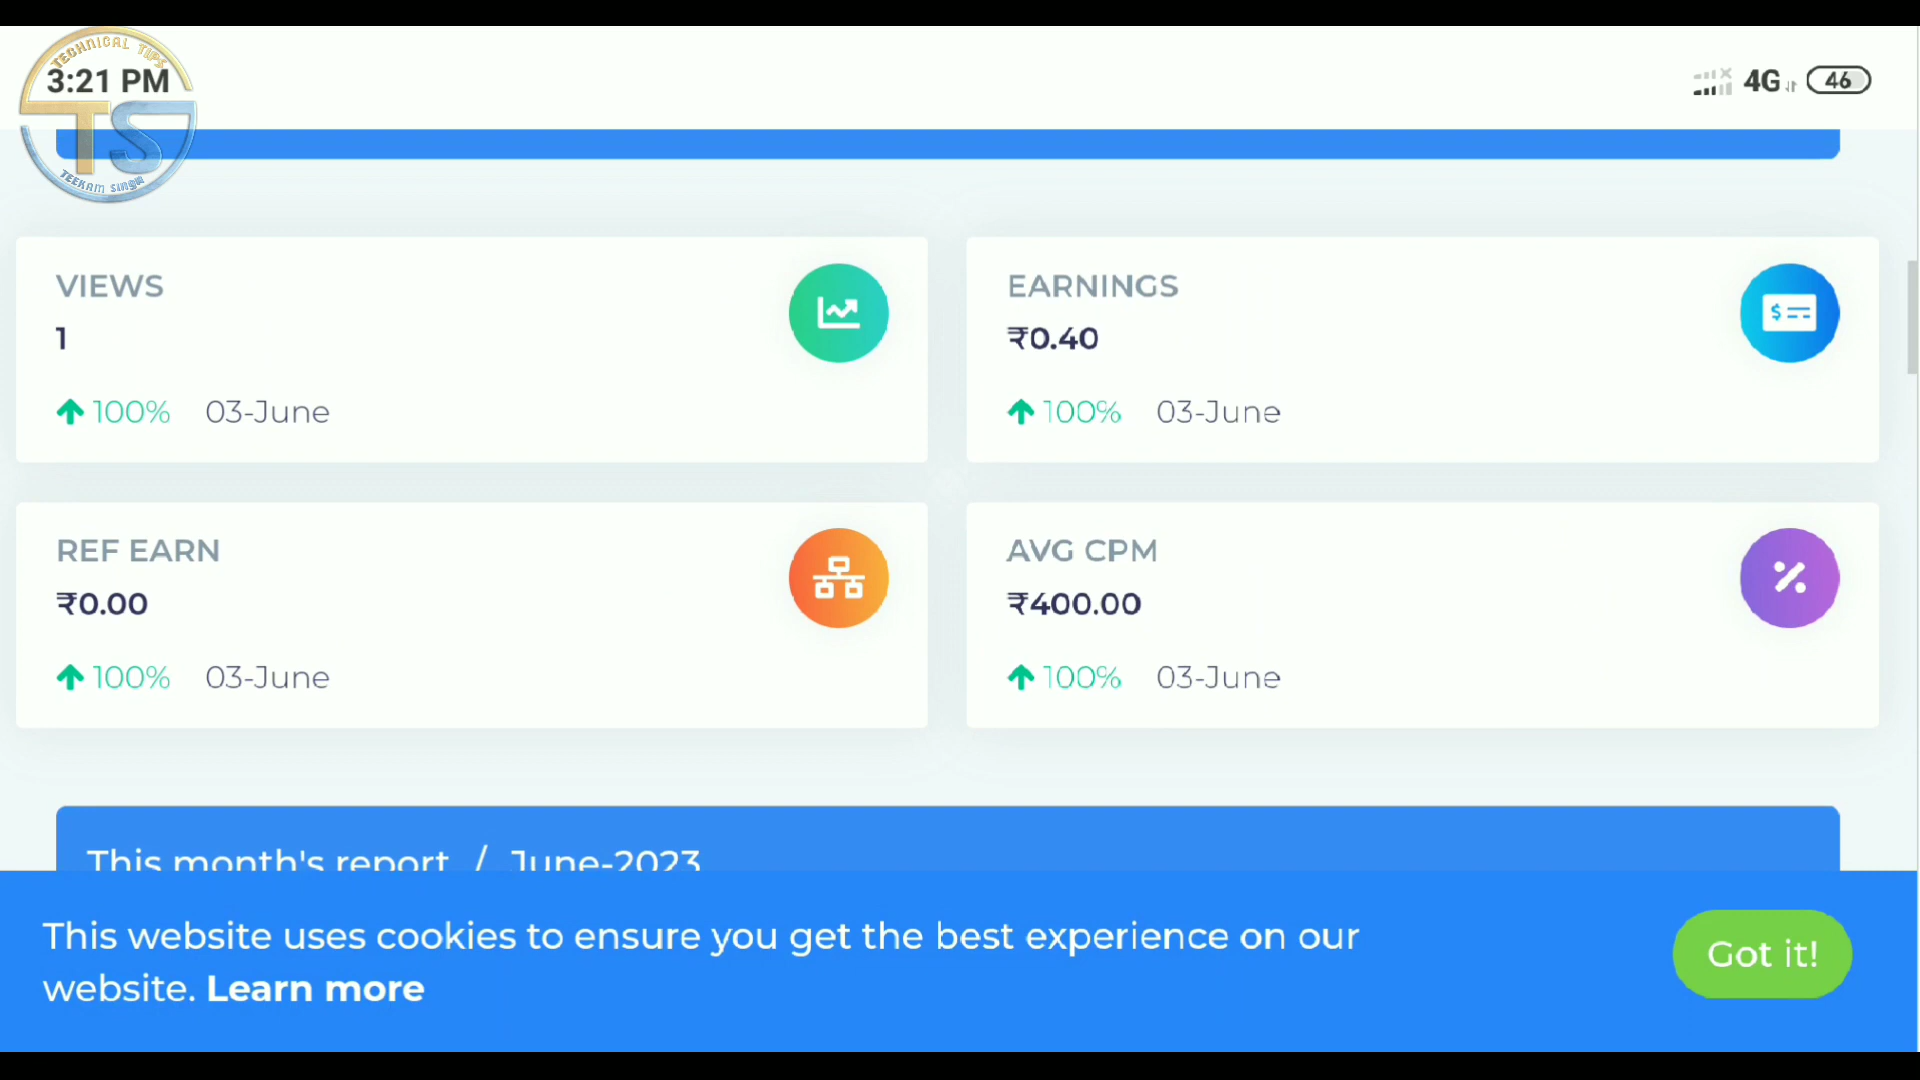 TECHNICAL TIPS
3:21 PM
4G
46
TS
TEEKAM SINGH
VIEWS
1
100% 03-June
EARNINGS
₹0.40
100% 03-June
REF EARN
₹0.00
100% 03-June
AVG CPM
₹400.00
100% 03-June
This month's report / June-2023
This website uses cookies to ensure you get the best experience on our
website. Learn more
Got it!